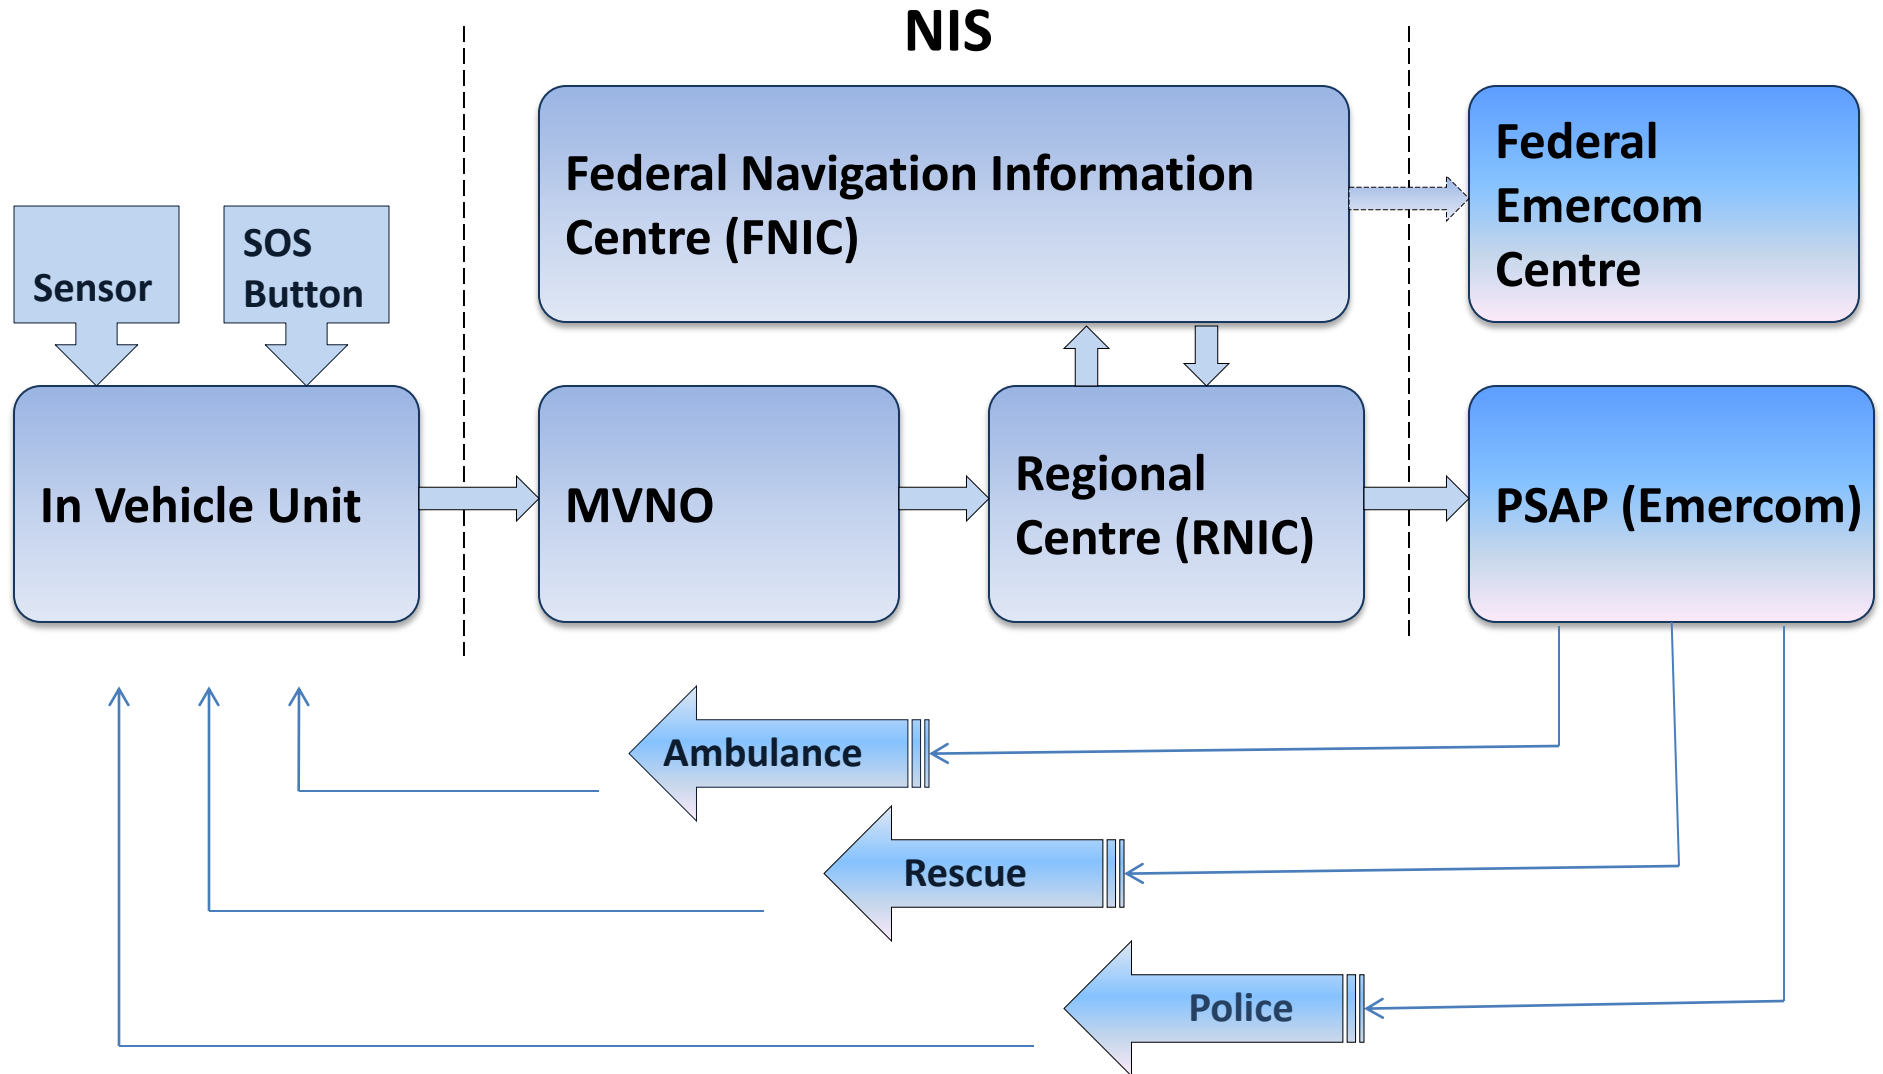 NIS
Federal Navigation Information
Centre (FNIC)
Federal
Emercom
Centre
Sensor
SOS
Button
In Vehicle Unit
MVNO
Regional
Centre (RNIC)
PSAP (Emercom)
Ambulance
Rescue
Police